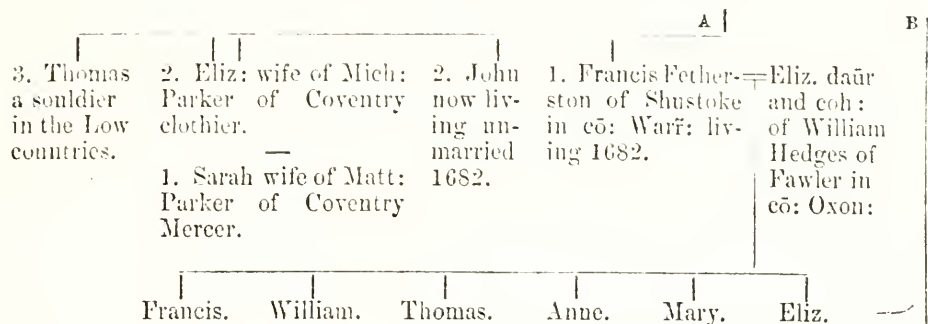 A B
3. Thomas
a souldier
in the Low
countries.
2. Eliz: wife of Mich:
Parker of Coventry
clothier.
1. Sarah wife of Matt:
Parker of Coventry
Mercer.
2. John
now liv-
ing un-
married
1682.
1. Francis Fether-
ston of Shustoke
in cō: Warr̃: liv-
ing 1682.
Eliz. daūr
and coh:
of William
Hedges of
Fawler in
cō: Oxon:
Francis. William. Thomas. Anne. Mary. Eliz.